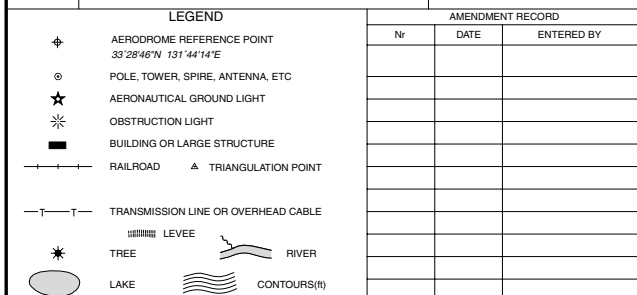 LEGEND
AERODROME REFERENCE POINT
33°28'46"N 131°44'14"E
POLE, TOWER, SPIRE, ANTENNA, ETC
AERONAUTICAL GROUND LIGHT
OBSTRUCTION LIGHT
BUILDING OR LARGE STRUCTURE
RAILROAD TRIANGULATION POINT
T T TRANSMISSION LINE OR OVERHEAD CABLE
LEVEE
TREE RIVER
LAKE CONTOURS(ft)
AMENDMENT RECORD
Nr DATE ENTERED BY